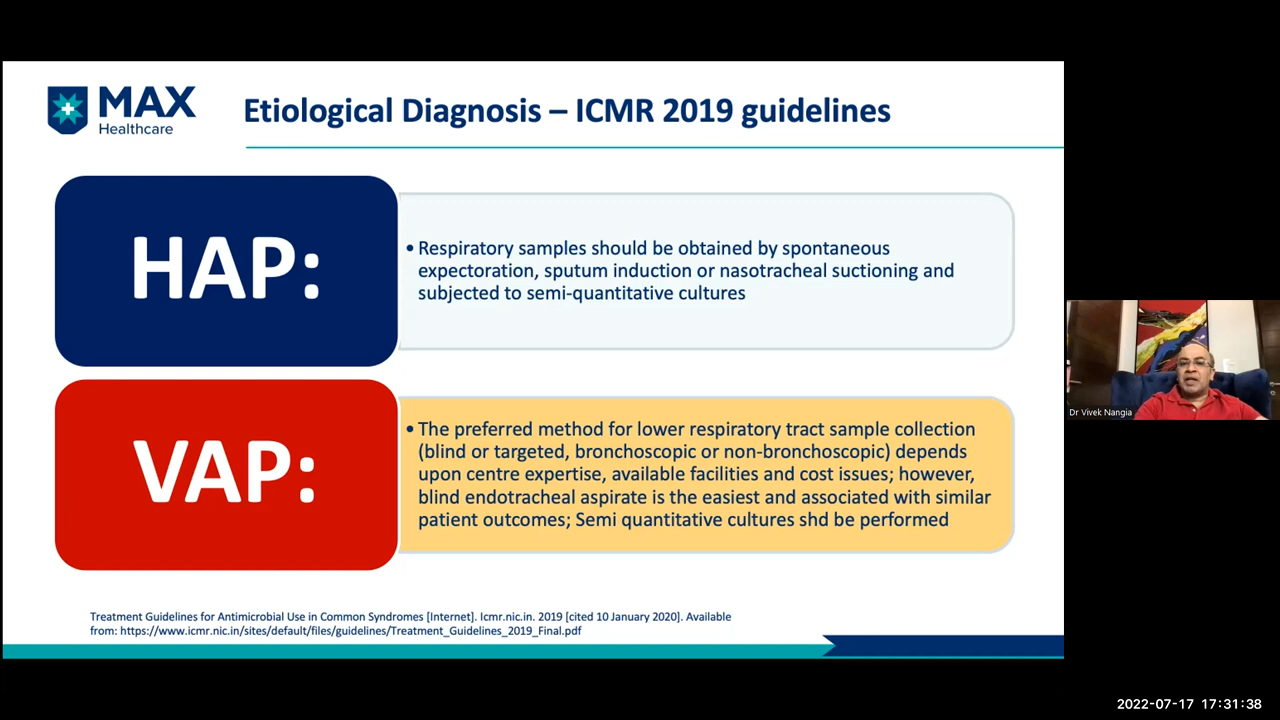 MAX
Healthcare
Etiological Diagnosis – ICMR 2019 guidelines
HAP:
• Respiratory samples should be obtained by spontaneous
expectoration, sputum induction or nasotracheal suctioning and
subjected to semi-quantitative cultures
VAP:
• The preferred method for lower respiratory tract sample collection
(blind or targeted, bronchoscopic or non-bronchoscopic) depends
upon centre expertise, available facilities and cost issues; however,
blind endotracheal aspirate is the easiest and associated with similar
patient outcomes; Semi quantitative cultures shd be performed
Treatment Guidelines for Antimicrobial Use in Common Syndromes [Internet]. Icmr.nic.in. 2019 [cited 10 January 2020]. Available
from: https://www.icmr.nic.in/sites/default/files/guidelines/Treatment_Guidelines_2019_Final.pdf
Dr Vivek Nangia
2022-07-17 17:31:38